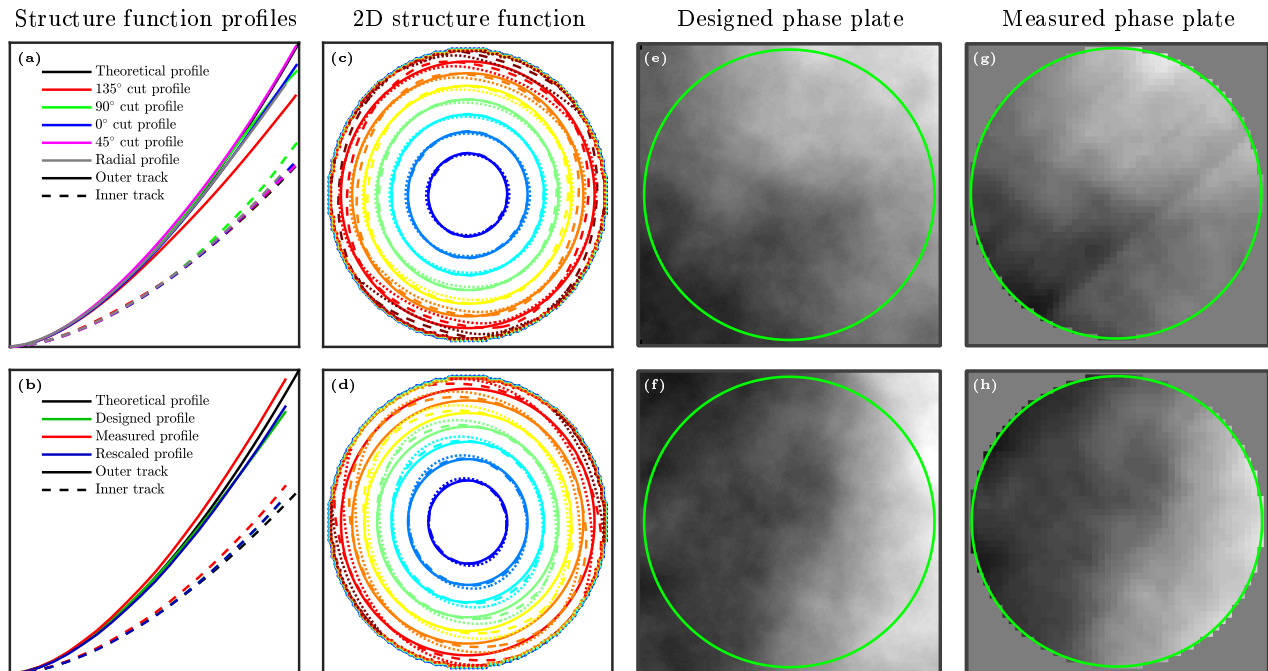 Structure function profiles
2D structure function
Designed phase plate
Measured phase plate
(a)
Theoretical profile
135° cut profile
90° cut profile
0° cut profile
45° cut profile
Radial profile
Outer track
Inner track
(c)
(e)
(g)
(b)
Theoretical profile
Designed profile
Measured profile
Rescaled profile
Outer track
Inner track
(d)
(f)
(h)